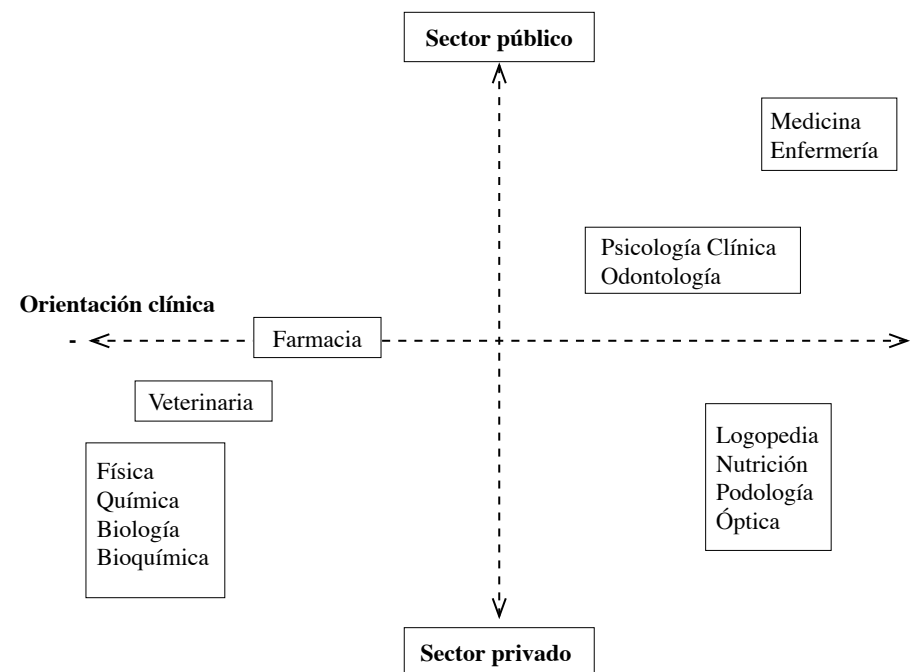 Sector público
Medicina
Enfermería
Psicología Clínica
Odontología
Orientación clínica
-
Farmacia
Veterinaria
Logopedia
Nutrición
Podología
Óptica
Física
Química
Biología
Bioquímica
Sector privado